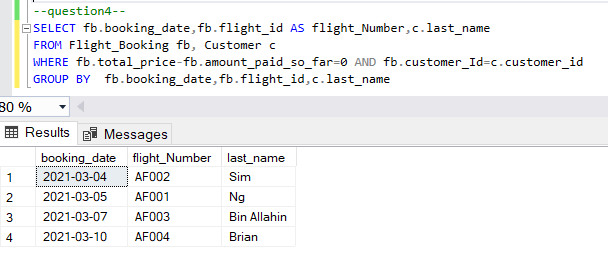 --question4--
SELECT fb.booking_date,fb.flight_id AS flight_Number,c.last_name
FROM Flight_Booking fb, Customer c
WHERE fb.total_price-fb.amount_paid_so_far=0 AND fb.customer_Id=c.customer_id
GROUP BY  fb.booking_date,fb.flight_id,c.last_name
80 %
Results Messages
booking_date flight_Number last_name
1 2021-03-04 AF002 Sim
2 2021-03-05 AF001 Ng
3 2021-03-07 AF003 Bin Allahin
4 2021-03-10 AF004 Brian